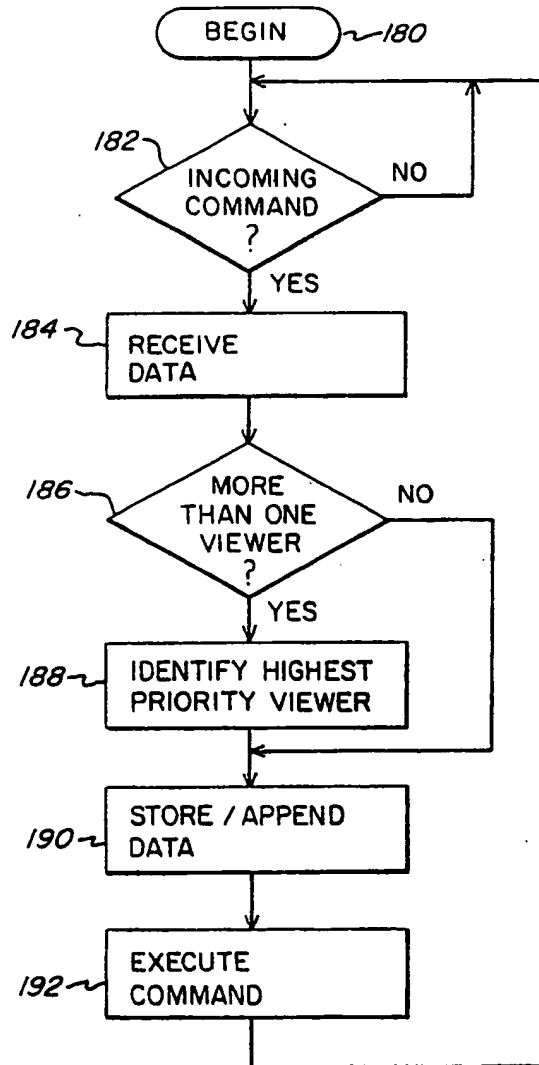 BEGIN
180
182
INCOMING
COMMAND
?
NO
YES
184
RECEIVE
DATA
186
MORE
THAN ONE
VIEWER
?
NO
YES
188
IDENTIFY HIGHEST
PRIORITY VIEWER
190
STORE / APPEND
DATA
192
EXECUTE
COMMAND